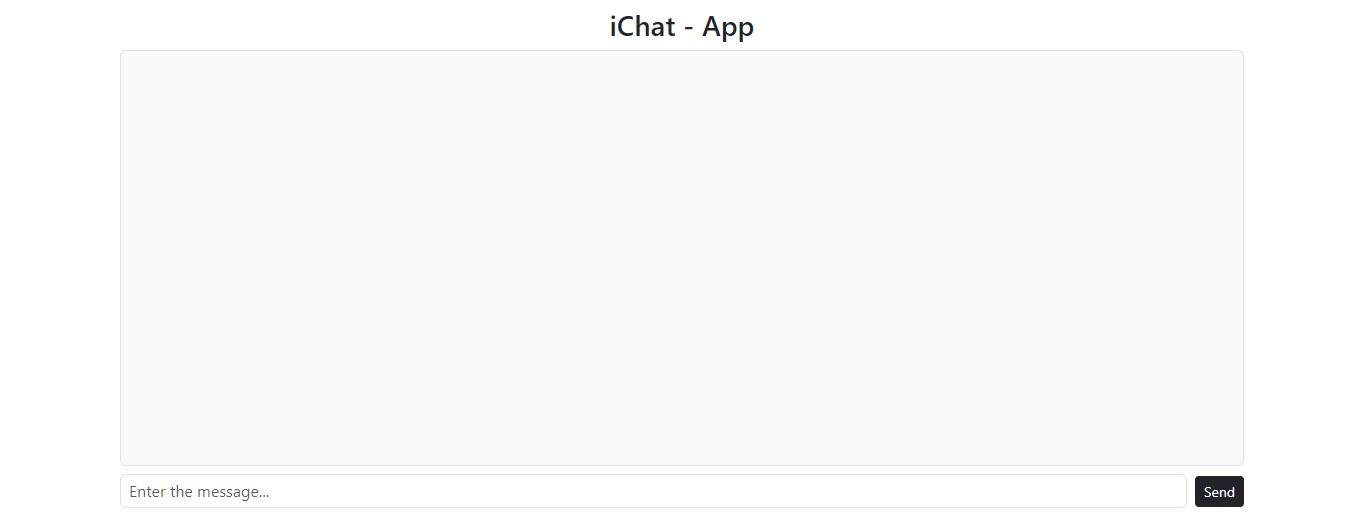 iChat - App
Enter the message...
Send